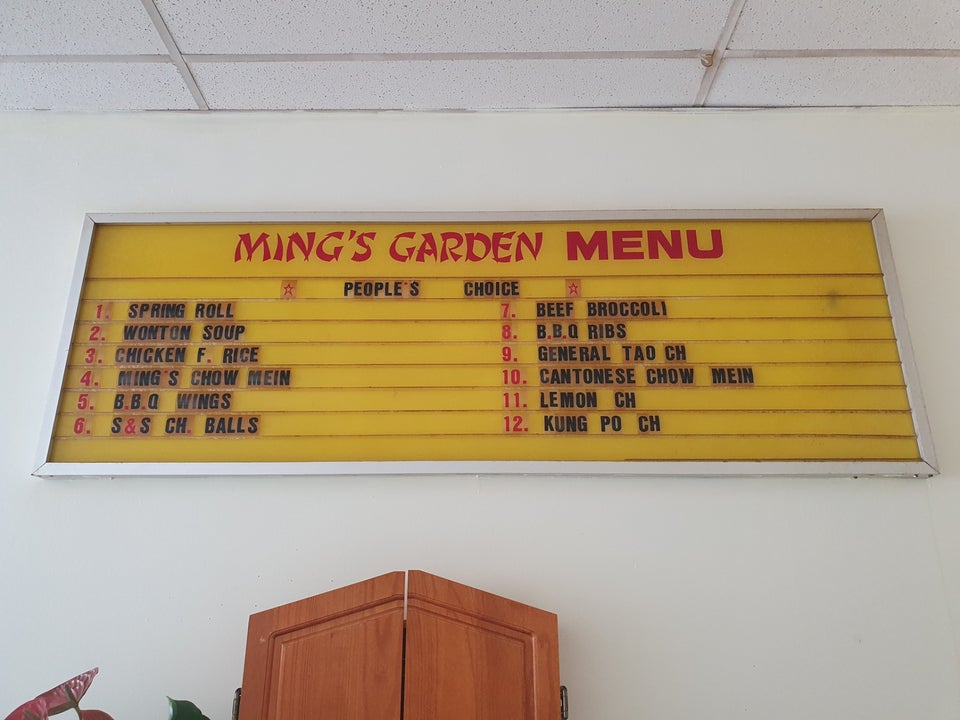 MING'S GARDEN MENU
☆ PEOPLE'S CHOICE ☆
1. SPRING ROLL
2. WONTON SOUP
3. CHICKEN F. RICE
4. MING'S CHOW MEIN
5. B.B.Q WINGS
6. S&S CH. BALLS
7. BEEF BROCCOLI
8. B.B.Q RIBS
9. GENERAL TAO CH
10. CANTONESE CHOW MEIN
11. LEMON CH
12. KUNG PO CH